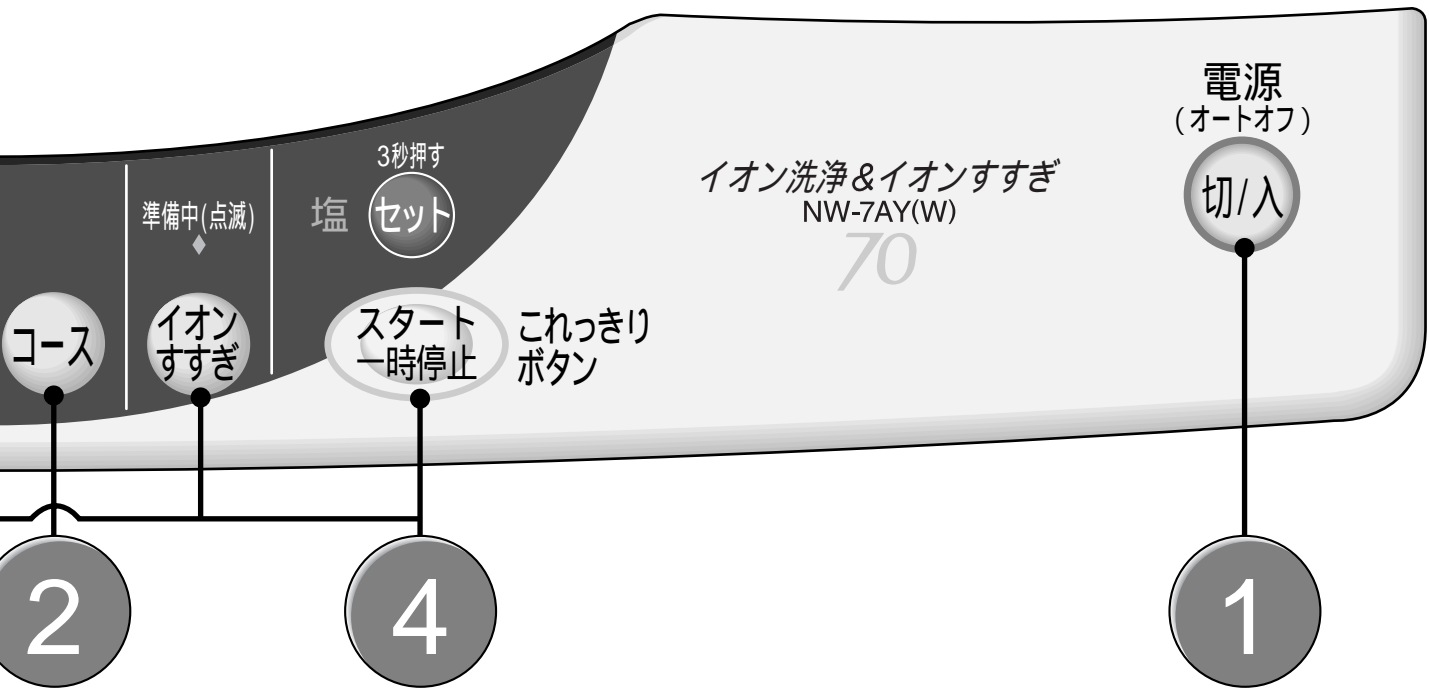 電源
(オートオフ)
切/入
3秒押す
塩
セット
準備中(点滅)
イオン洗浄&イオンすすぎ
NW-7AY(W)
70
コース
イオン
すすぎ
スタート
一時停止
これっきり
ボタン
2
4
1